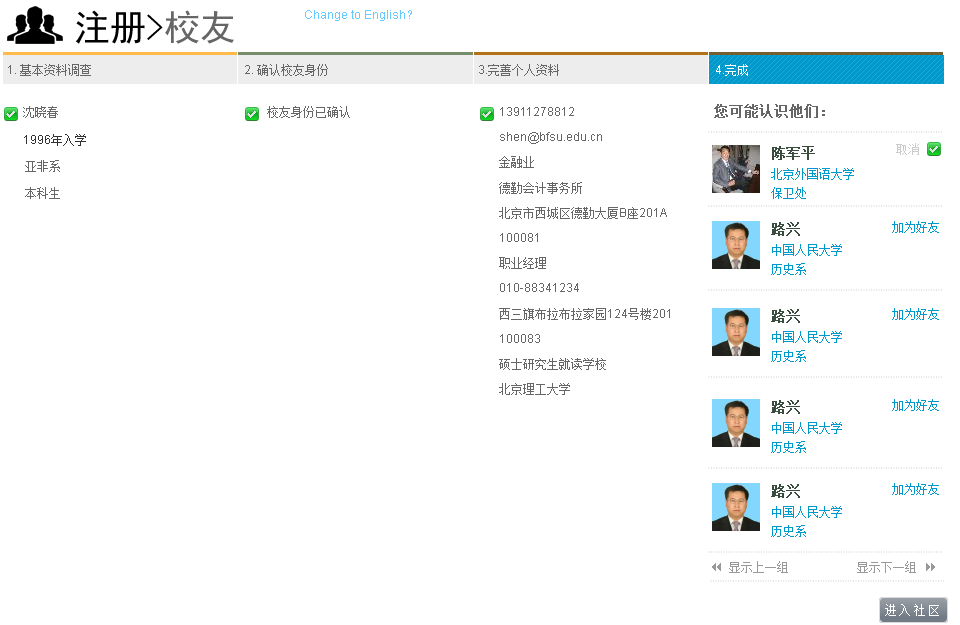 注册>校友
Change to English?
1. 基本资料调查
2. 确认校友身份
3.完善个人资料
4.完成
沈晓春
1996年入学
亚非系
本科生
校友身份已确认
13911278812
shen@bfsu.edu.cn
金融业
德勤会计事务所
北京市西城区德勤大厦B座201A
100081
职业经理
010-88341234
西三旗布拉布拉家园124号楼201
100083
硕士研究生就读学校
北京理工大学
您可能认识他们：
陈军平
取消
北京外国语大学
保卫处
路兴
加为好友
中国人民大学
历史系
路兴
加为好友
中国人民大学
历史系
路兴
加为好友
中国人民大学
历史系
路兴
加为好友
中国人民大学
历史系
显示上一组
显示下一组
进入社区